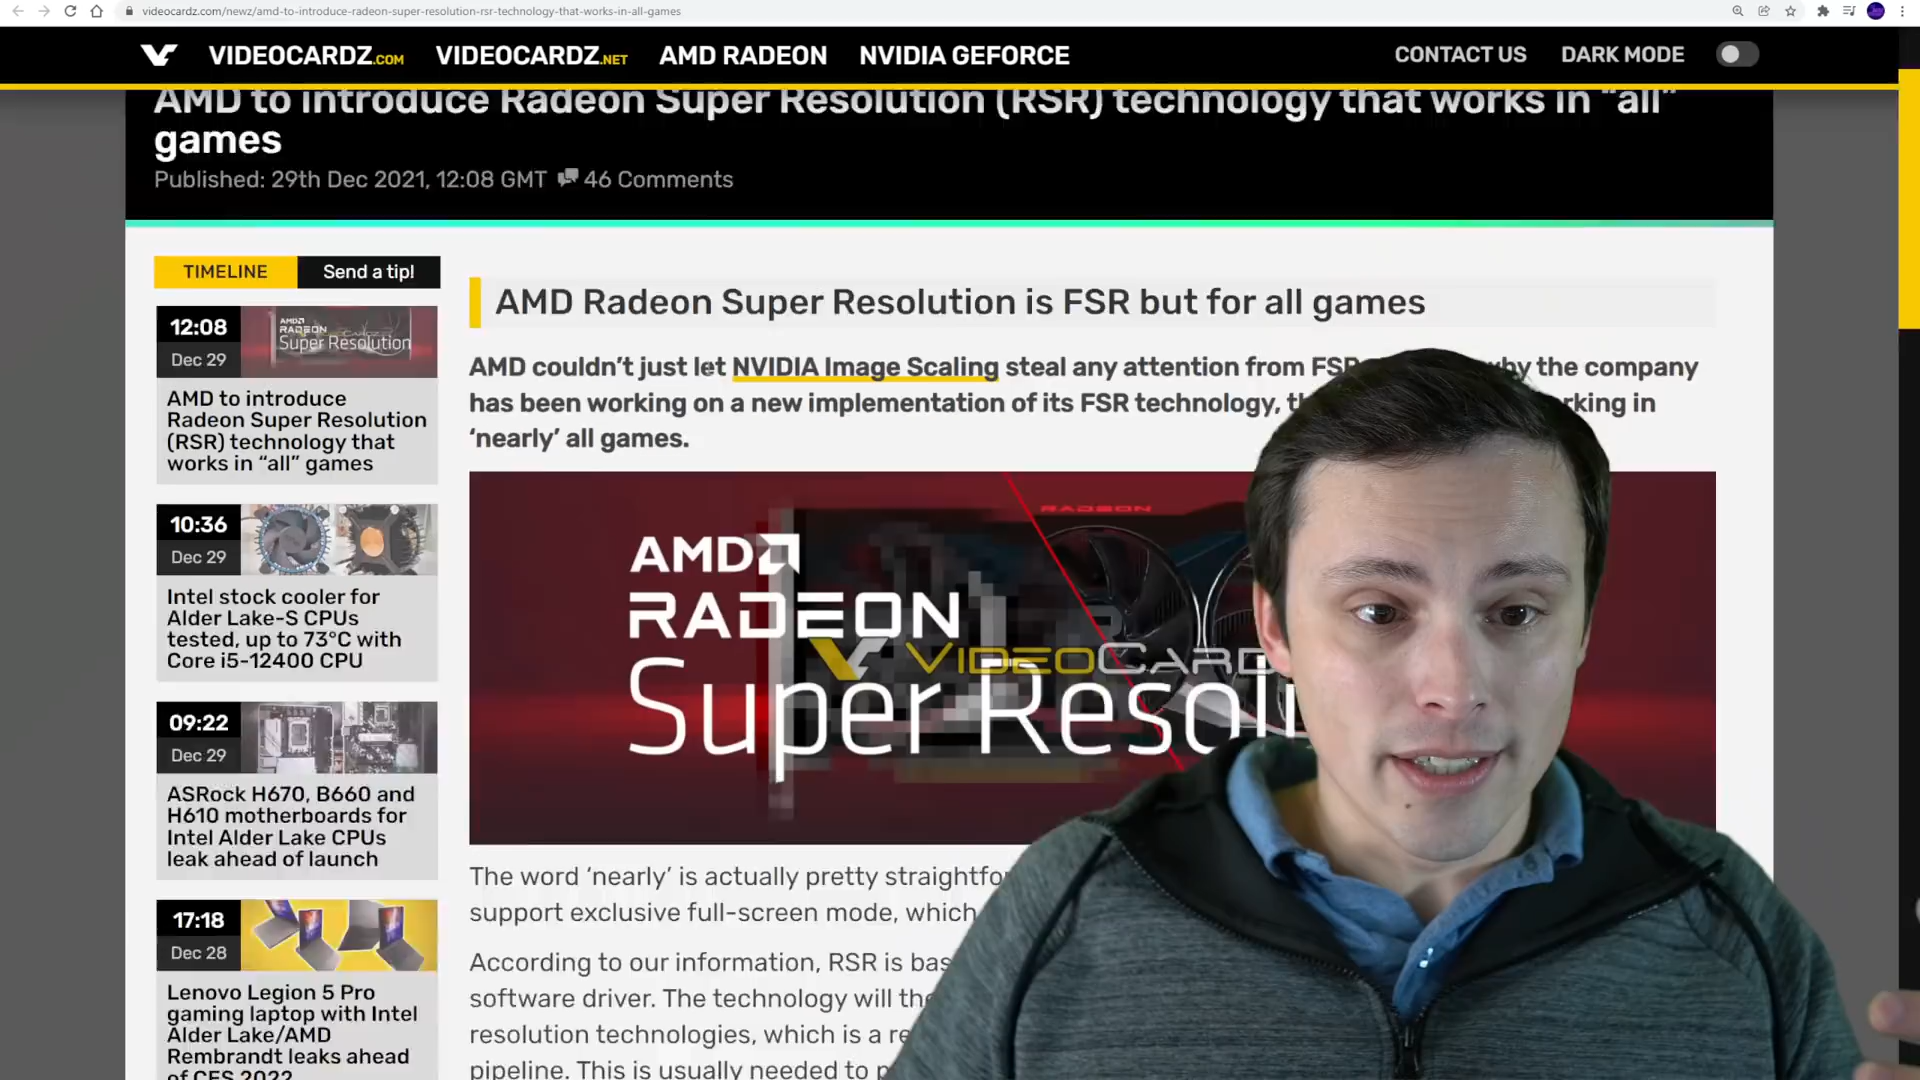 videocardz.com/newz/amd-to-introduce-radeon-super-resolution-rsr-technology-that-works-in-all-games
VIDEOCARDZ.COM VIDEOCARDZ.NET AMD RADEON NVIDIA GEFORCE CONTACT US DARK MODE
AMD to introduce Radeon Super Resolution (RSR) technology that works in “all”
games
Published: 29th Dec 2021, 12:08 GMT 46 Comments
TIMELINE Send a tip!
12:08
Dec 29
AMD
RADEON
Super Resolution
AMD to introduce
Radeon Super Resolution
(RSR) technology that
works in “all” games
10:36
Dec 29
Intel stock cooler for
Alder Lake-S CPUs
tested, up to 73°C with
Core i5-12400 CPU
09:22
Dec 29
ASRock H670, B660 and
H610 motherboards for
Intel Alder Lake CPUs
leak ahead of launch
17:18
Dec 28
Lenovo Legion 5 Pro
gaming laptop with Intel
Alder Lake/AMD
Rembrandt leaks ahead
of CES 2022
AMD Radeon Super Resolution is FSR but for all games
AMD couldn’t just let NVIDIA Image Scaling steal any attention from FSR the company
has been working on a new implementation of its FSR technology, in
‘nearly’ all games.
RADEON
AMD
RADEON
VIDEOCARD
Super
The word ‘nearly’ is actually pretty
support exclusive full-screen mode, which
According to our information, RSR is
software driver. The technology will
resolution technologies, which is a
pipeline. This is usually needed to